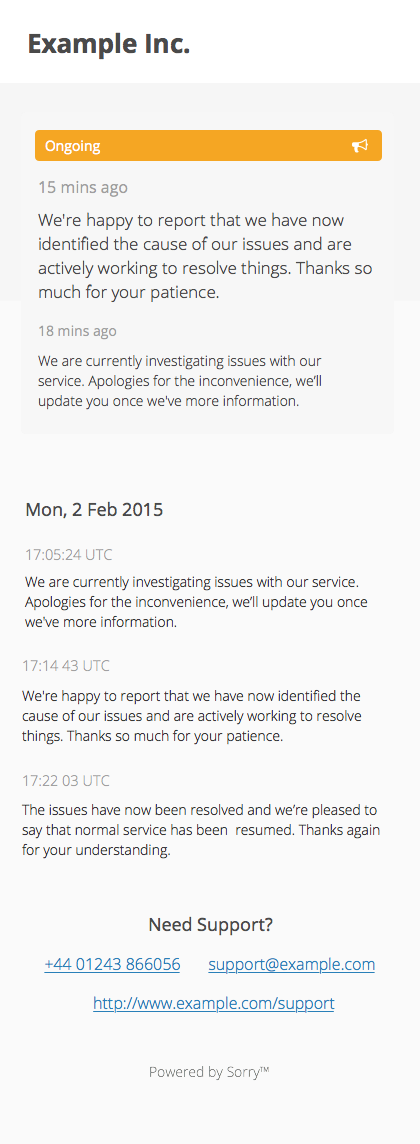 Example Inc.
Ongoing
15 mins ago
We're happy to report that we have now
identified the cause of our issues and are
actively working to resolve things. Thanks so
much for your patience.
18 mins ago
We are currently investigating issues with our
service. Apologies for the inconvenience, we’ll
update you once we've more information.
Mon, 2 Feb 2015
17:05:24 UTC
We are currently investigating issues with our service.
Apologies for the inconvenience, we’ll update you once
we've more information.
17:14 43 UTC
We're happy to report that we have now identified the
cause of our issues and are actively working to resolve
things. Thanks so much for your patience.
17:22 03 UTC
The issues have now been resolved and we’re pleased to
say that normal service has been  resumed. Thanks again
for your understanding.
Need Support?
+44 01243 866056 support@example.com
http://www.example.com/support
Powered by Sorry™